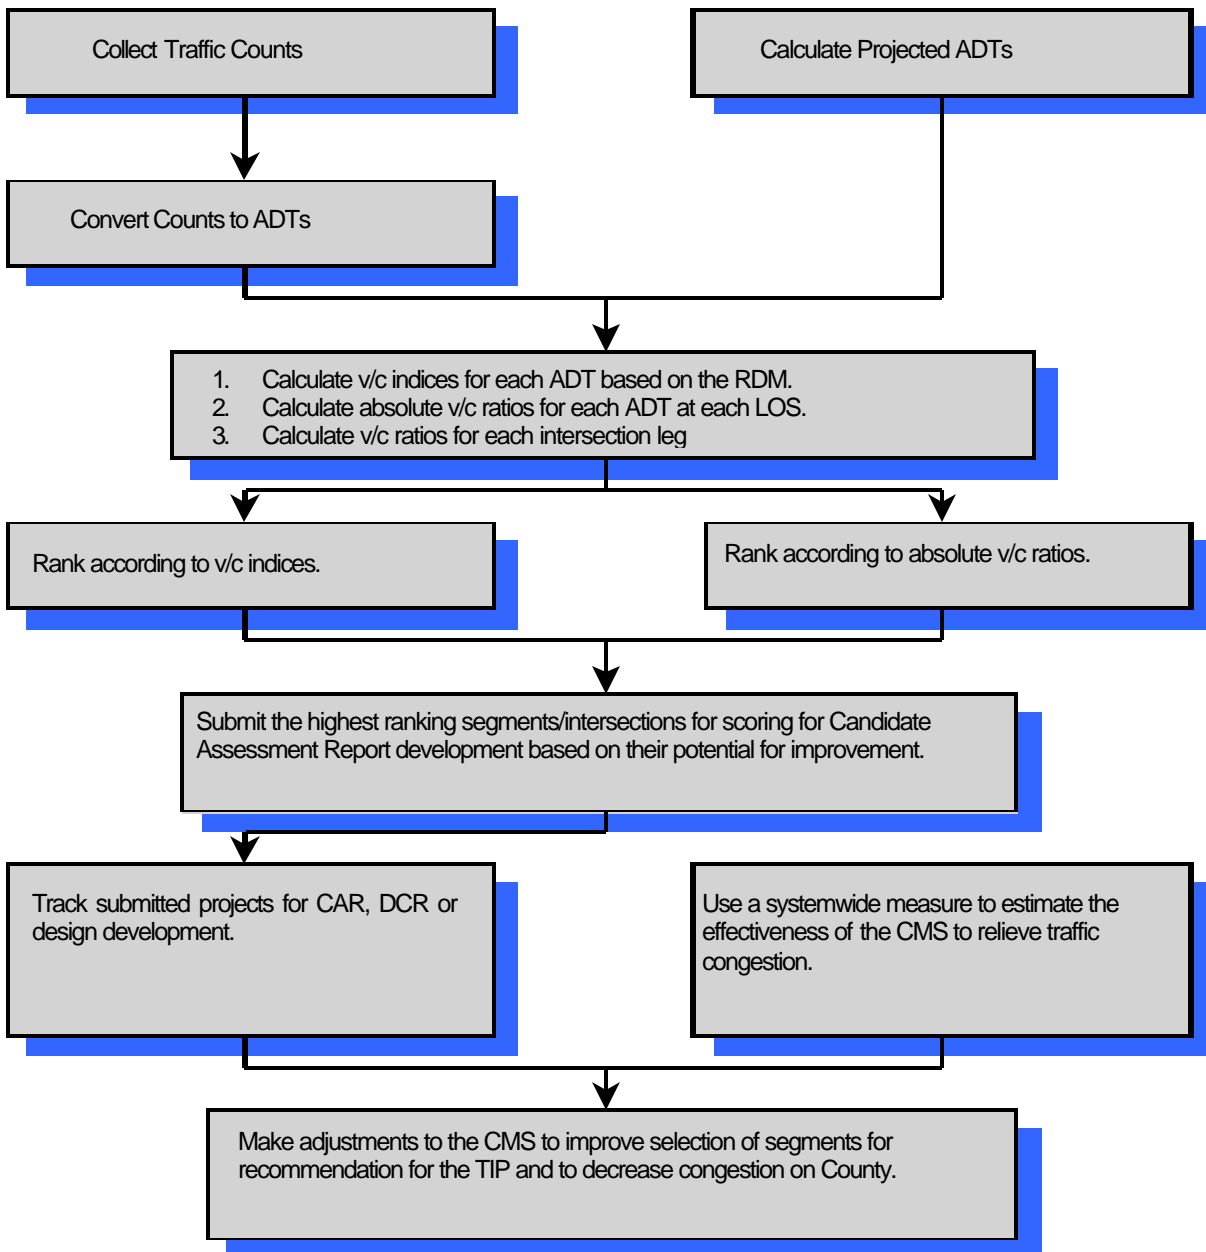 Collect Traffic Counts
Calculate Projected ADTs
Convert Counts to ADTs
1. Calculate v/c indices for each ADT based on the RDM.
2. Calculate absolute v/c ratios for each ADT at each LOS.
3. Calculate v/c ratios for each intersection leg
Rank according to v/c indices.
Rank according to absolute v/c ratios.
Submit the highest ranking segments/intersections for scoring for Candidate
Assessment Report development based on their potential for improvement.
Track submitted projects for CAR, DCR or
design development.
Use a systemwide measure to estimate the
effectiveness of the CMS to relieve traffic
congestion.
Make adjustments to the CMS to improve selection of segments for
recommendation for the TIP and to decrease congestion on County.